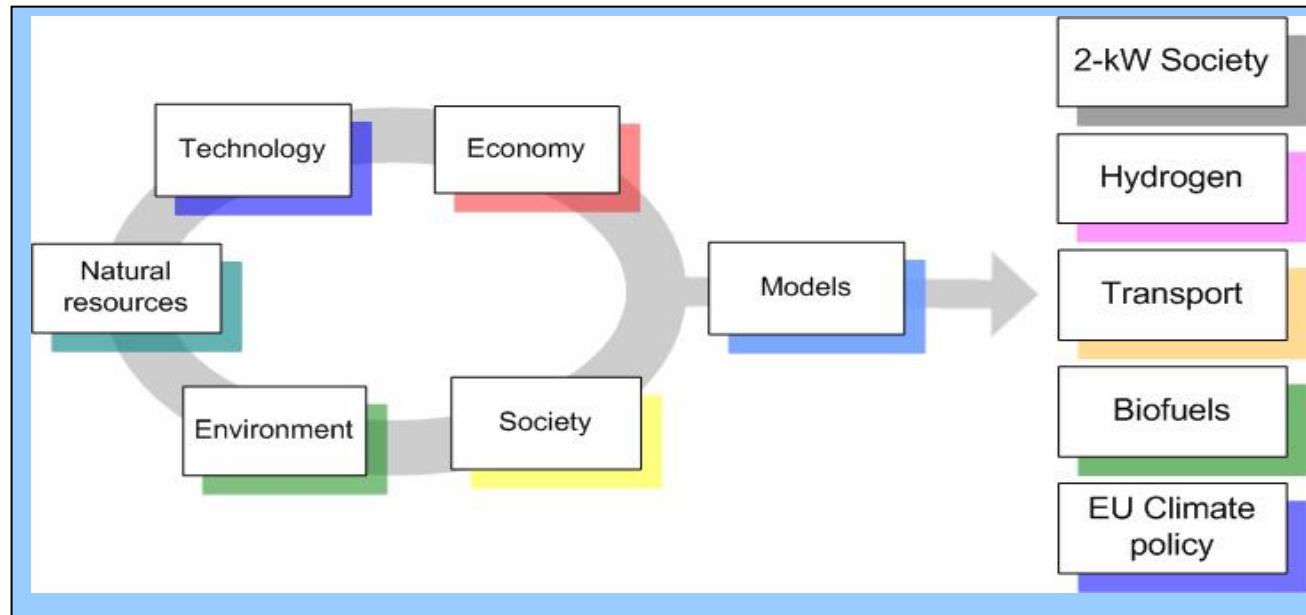 Technology
Economy
Natural
resources
Environment
Society
Models
2-kW Society
Hydrogen
Transport
Biofuels
EU Climate
policy